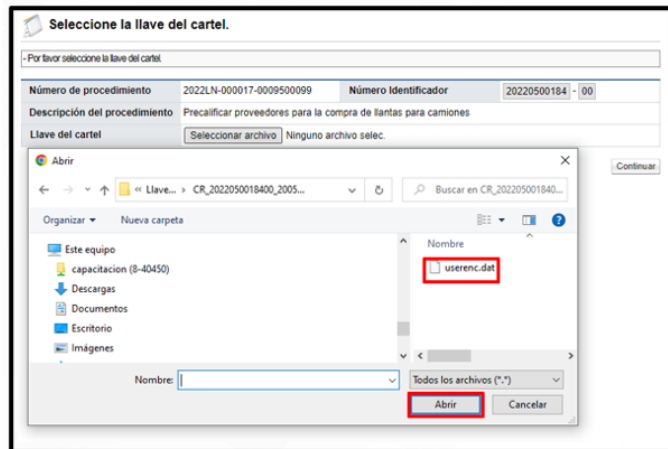 Seleccione la llave del cartel.
- Por favor seleccione la llave del cartel.
Número de procedimiento 2022LN-000017-0009500099 Número Identificador 20220500184 - 00
Descripción del procedimiento Precalificar proveedores para la compra de llantas para camiones
Llave del cartel Seleccionar archivo Ninguno archivo selec.
Continuar
Abrir
« Llave... › CR_2022050018400_2005... Buscar en CR_202205001840...
Organizar Nueva carpeta
Este equipo
capacitacion (8-40450)
Descargas
Documentos
Escritorio
Imágenes
Nombre
userenc.dat
Nombre: Todos los archivos (*.*)
Abrir Cancelar